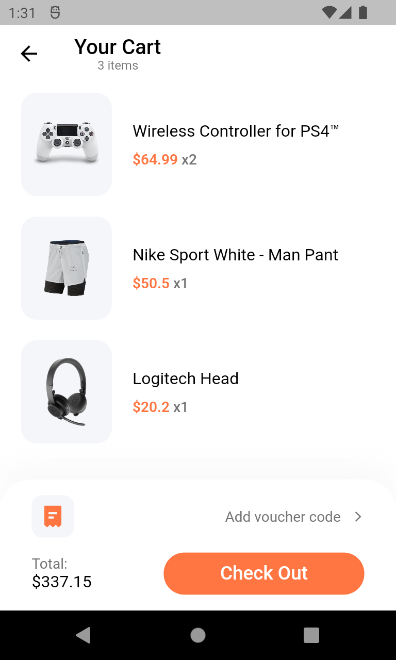 1:31
Your Cart
3 items
Wireless Controller for PS4™
$64.99 x2
Nike Sport White - Man Pant
$50.5 x1
Logitech Head
$20.2 x1
Add voucher code
Total:
$337.15
Check Out